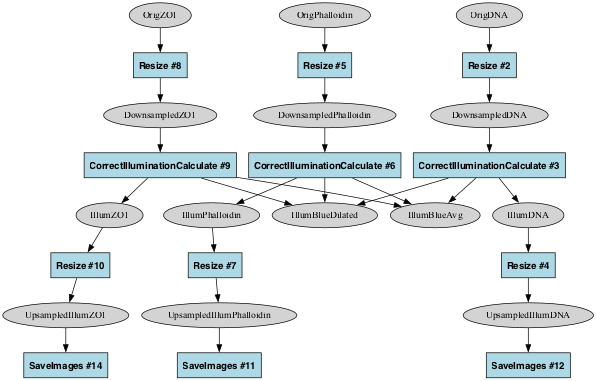 OrigZO1 OrigPhalloidin OrigDNA
Resize #8 Resize #5 Resize #2
DownsampledZO1 DownsampledPhalloidin DownsampledDNA
CorrectIlluminationCalculate #9 CorrectIlluminationCalculate #6 CorrectIlluminationCalculate #3
IllumZO1 IllumPhalloidin IllumBlueDilated IllumBlueAvg IllumDNA
Resize #10 Resize #7 Resize #4
UpsampledIllumZO1 UpsampledIllumPhalloidin UpsampledIllumDNA
SaveImages #14 SaveImages #11 SaveImages #12